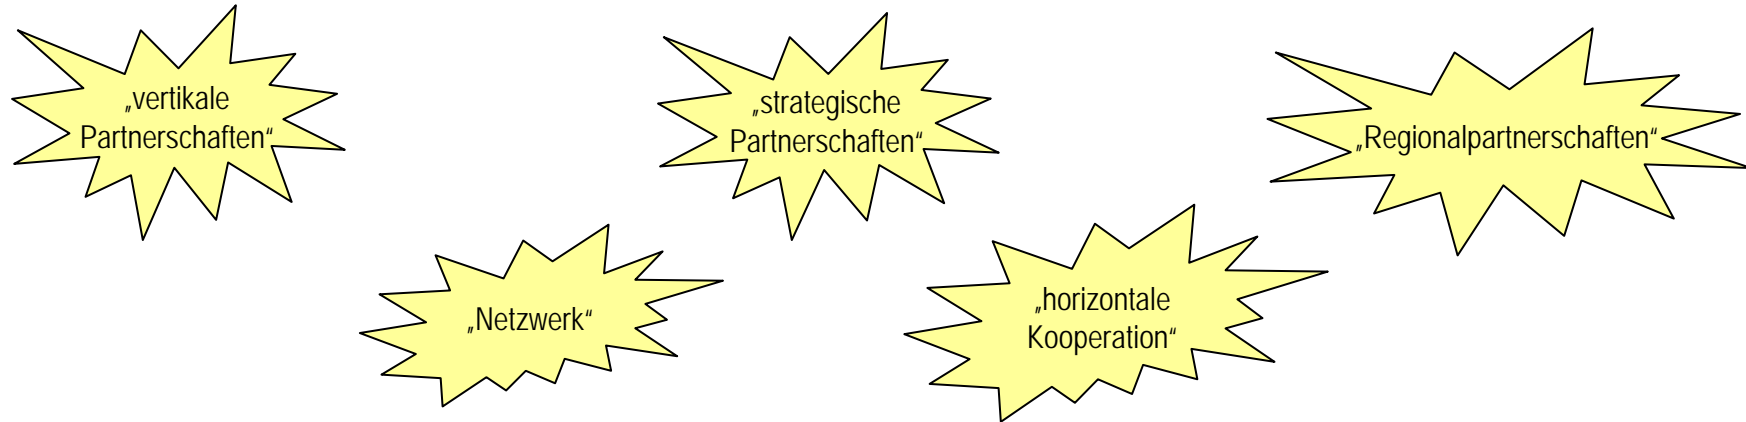 „vertikale
Partnerschaften“
„strategische
Partnerschaften“
„Regionalpartnerschaften“
„Netzwerk“
„horizontale
Kooperation“